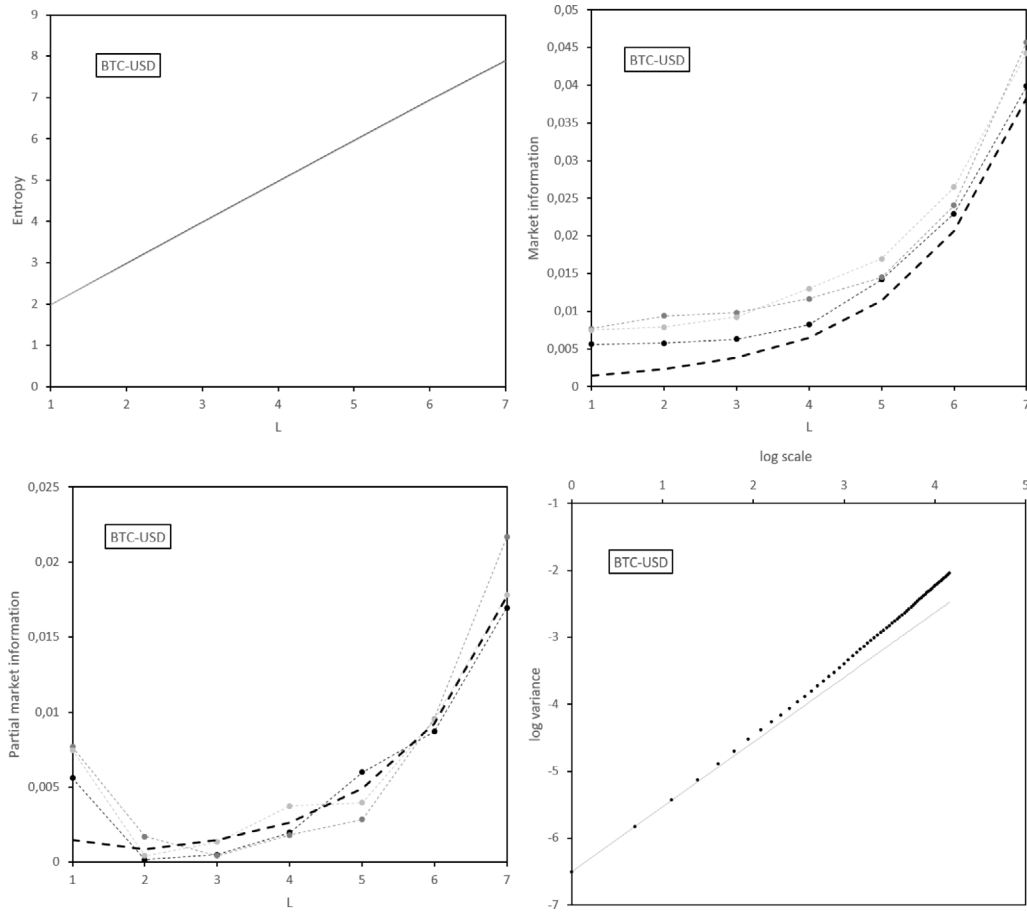 9
8
7
6
5
4
3
2
1
0
BTC-USD
Entropy
1 2 3 4 5 6 7
L
0,05
0,045
0,04
0,035
0,03
0,025
0,02
0,015
0,01
0,005
0
BTC-USD
Market information
1 2 3 4 5 6 7
L
0,025
0,02
0,015
0,01
0,005
0
BTC-USD
Partial market information
1 2 3 4 5 6 7
L
log scale
0 1 2 3 4 5
-1
-2
-3
-4
-5
-6
-7
BTC-USD
log variance